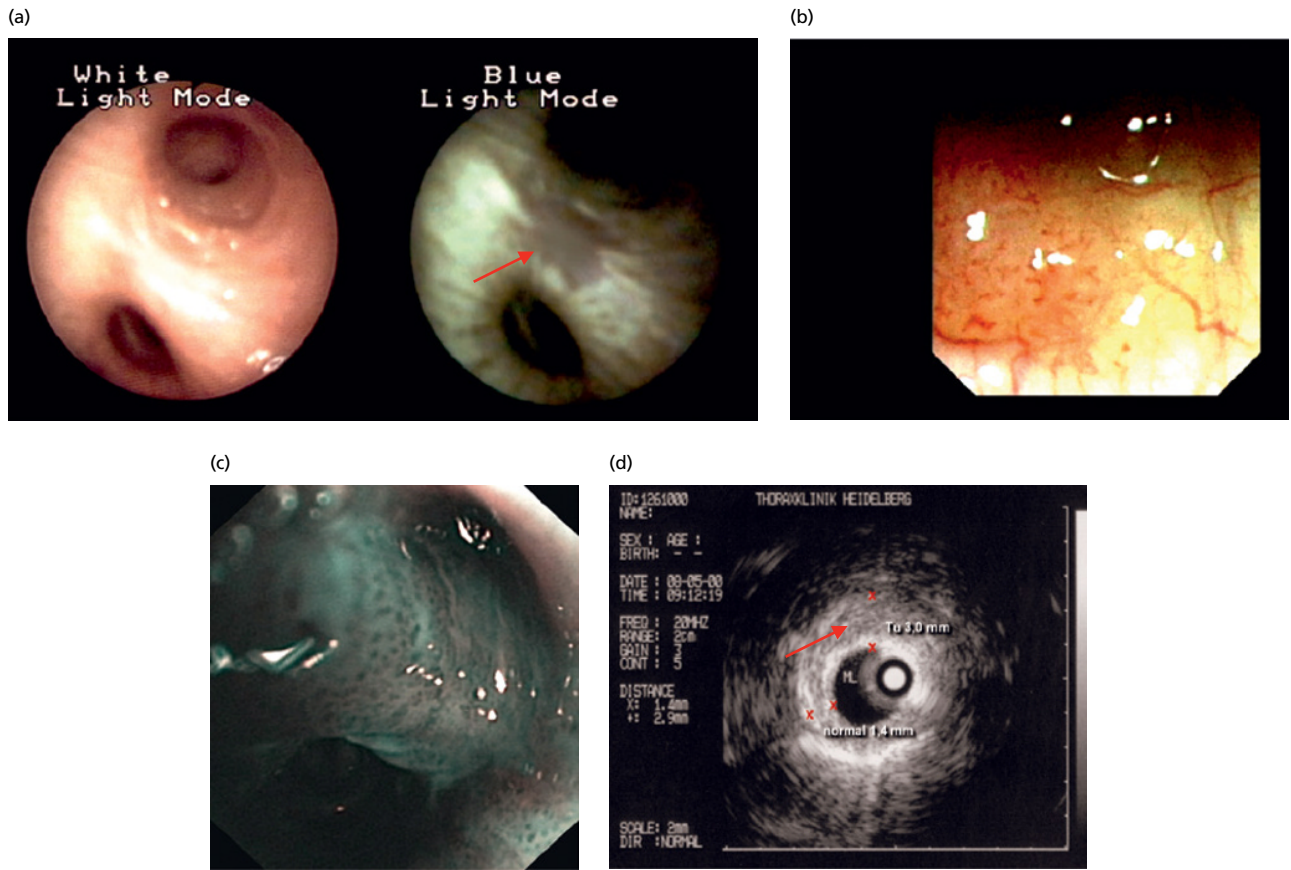 (a)
(b)
White
Light Mode
Blue
Light Mode
(c)
(d)
ID:1261000 THORAXKLINIK HEIDELBERG
NAME:
SEX : AGE :
BIRTH: - -
DATE : 08-05-00
TIME : 09:12:19
FREQ : 20MHZ
RANGE: 2cm
GAIN : 3
CONT : 5
DISTANCE
X: 1.4mm
+: 2.9mm
SCALE: 2mm
DIR :NORMAL
Tu 3,0 mm
ML
normal 1,4 mm